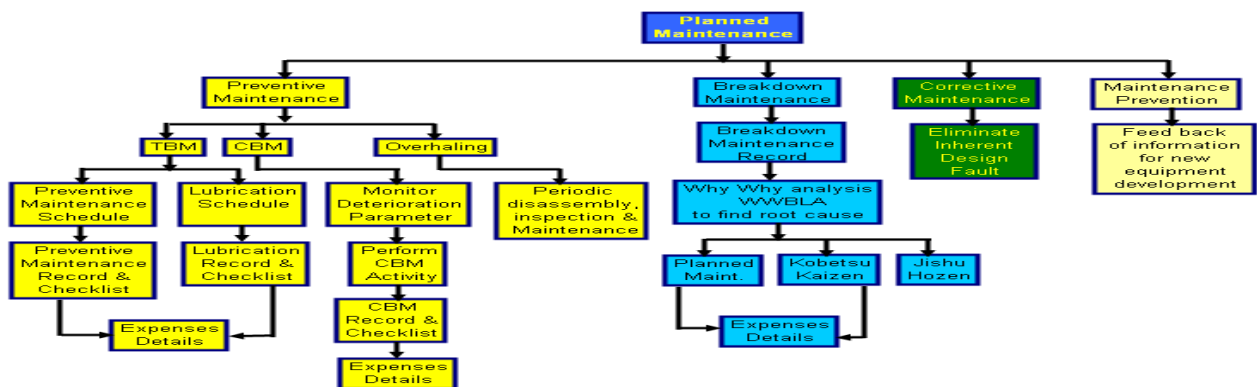 Planned
Maintenance
Preventive
Maintenance
Breakdown
Maintenance
Corrective
Maintenance
Maintenance
Prevention
TBM
CBM
Overhaling
Breakdown
Maintenance
Record
Eliminate
Inherent
Design
Fault
Feed back
of information
for new
equipment
development
Preventive
Maintenance
Schedule
Lubrication
Schedule
Monitor
Deterioration
Parameter
Periodic
disassembly,
inspection &
Maintenance
Why Why analysis
WWBLA
to find root cause
Preventive
Maintenance
Record &
Checklist
Lubrication
Record &
Checklist
Perform
CBM
Activity
Planned
Maint.
Kobetsu
Kaizen
Jishu
Hozen
Expenses
Details
CBM
Record &
Checklist
Expenses
Details
Expenses
Details